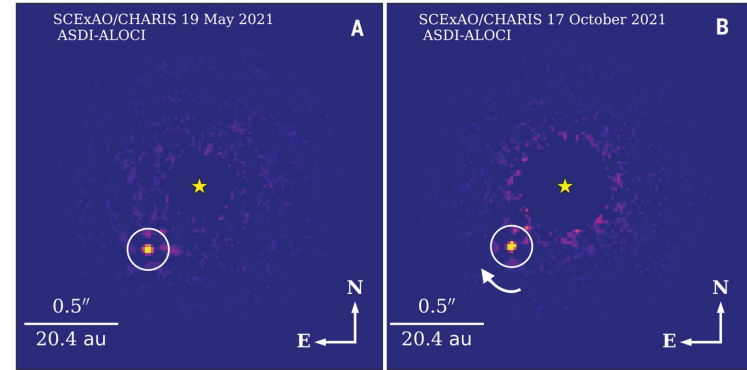 SCExAO/CHARIS 19 May 2021
ASDI-ALOCI
A
0.5″
20.4 au
N
E
SCExAO/CHARIS 17 October 2021
ASDI-ALOCI
B
0.5″
20.4 au
N
E